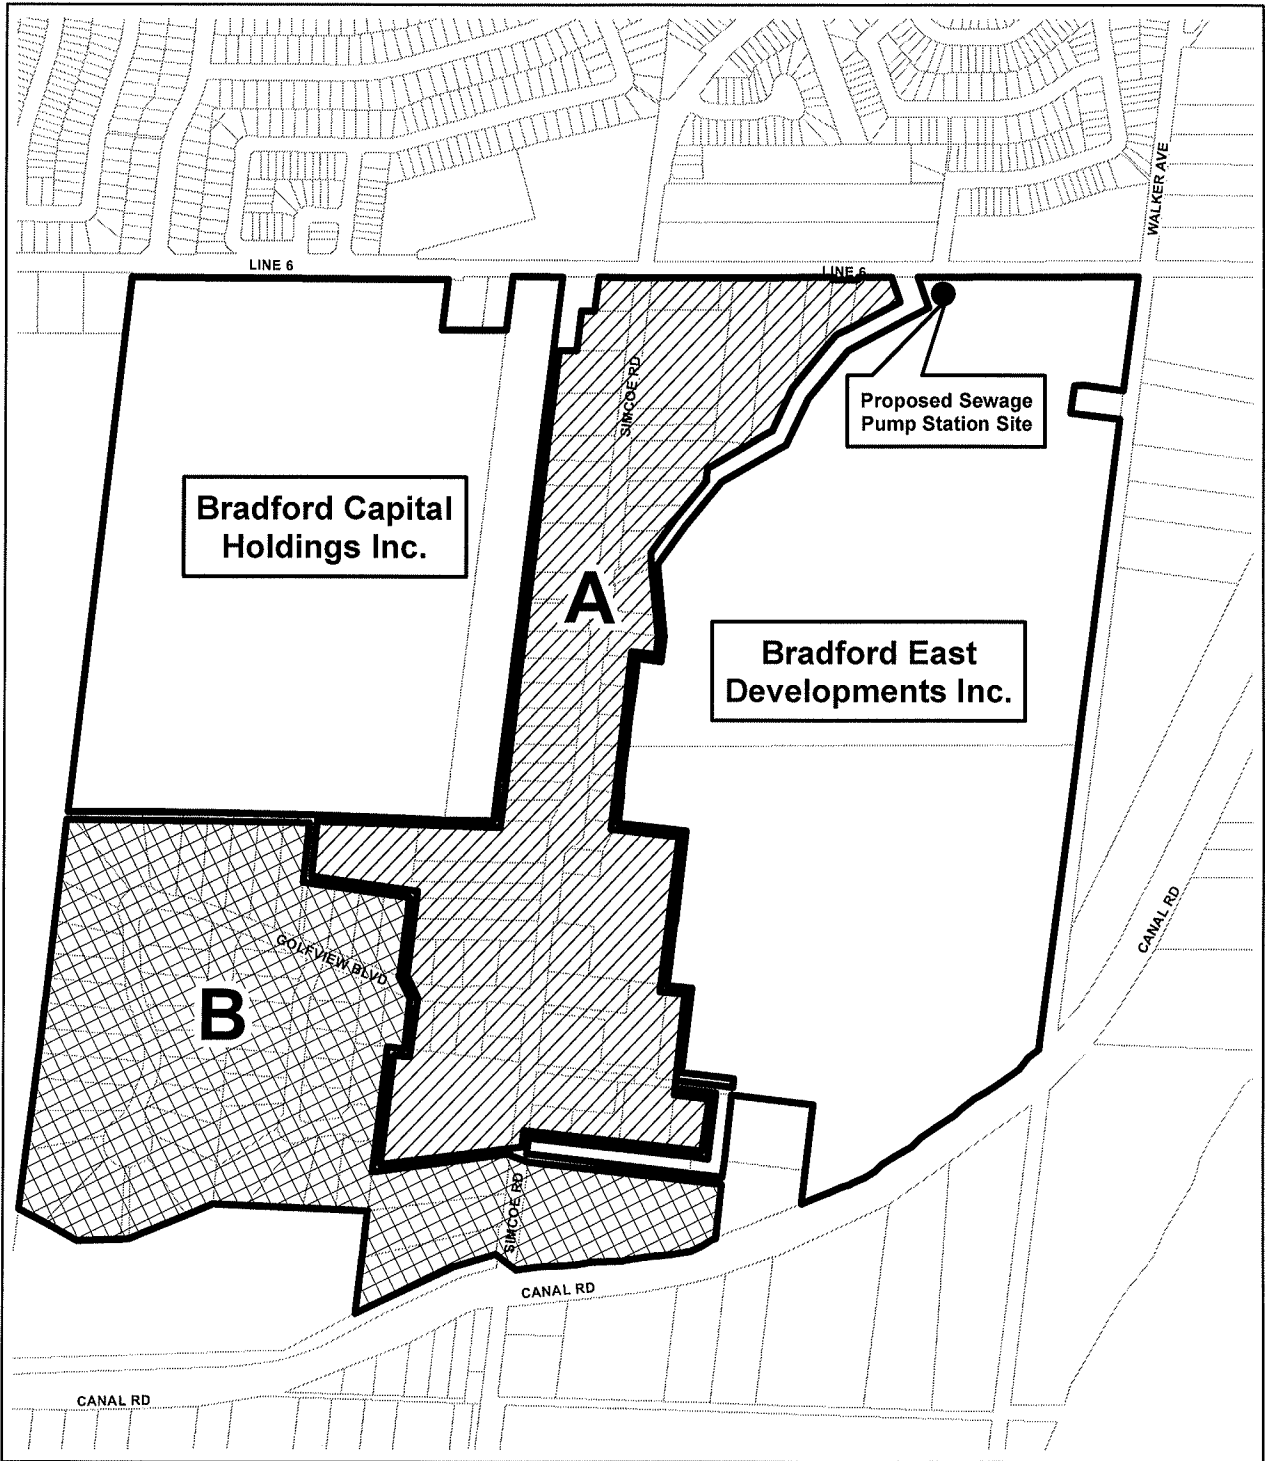 WALKER AVE
LINE 6
LINE 6
Proposed Sewage
Pump Station Site
SIMCOE RD
Bradford Capital
Holdings Inc.
A
Bradford East
Developments Inc.
CANAL RD
GOLFVIEW BLVD
B
SIMCOE RD
CANAL RD
CANAL RD